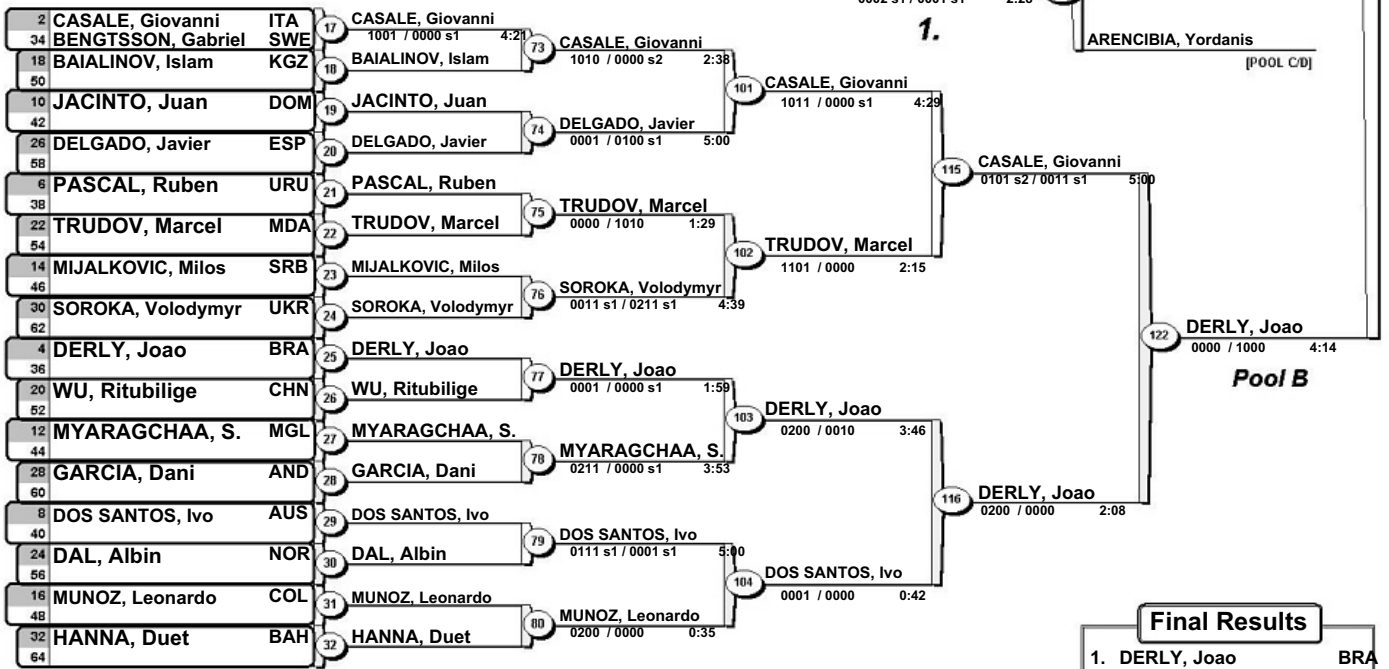 0002 s1 / 0001 s1 2:28
1.
ARENCIBIA, Yordanis
[POOL C/D]
2 CASALE, Giovanni ITA
34 BENGTSSON, Gabriel SWE
18 BAIALINOV, Islam KGZ
50
10 JACINTO, Juan DOM
42
26 DELGADO, Javier ESP
58
6 PASCAL, Ruben URU
38
22 TRUDOV, Marcel MDA
54
14 MIJALKOVIC, Milos SRB
46
30 SOROKA, Volodymyr UKR
62
4 DERLY, Joao BRA
36
20 WU, Ritubilige CHN
52
12 MYARAGCHAA, S. MGL
44
28 GARCIA, Dani AND
60
8 DOS SANTOS, Ivo AUS
40
24 DAL, Albin NOR
56
16 MUNOZ, Leonardo COL
48
32 HANNA, Duet BAH
64
17 CASALE, Giovanni
1001 / 0000 s1 4:21
18 BAIALINOV, Islam
19 JACINTO, Juan
20 DELGADO, Javier
21 PASCAL, Ruben
22 TRUDOV, Marcel
23 MIJALKOVIC, Milos
24 SOROKA, Volodymyr
25 DERLY, Joao
26 WU, Ritubilige
27 MYARAGCHAA, S.
28 GARCIA, Dani
29 DOS SANTOS, Ivo
30 DAL, Albin
31 MUNOZ, Leonardo
32 HANNA, Duet
73 CASALE, Giovanni
1010 / 0000 s2 2:38
74 DELGADO, Javier
0001 / 0100 s1 5:00
75 TRUDOV, Marcel
0000 / 1010 1:29
76 SOROKA, Volodymyr
0011 s1 / 0211 s1 4:39
77 DERLY, Joao
0001 / 0000 s1 1:59
78 MYARAGCHAA, S.
0211 / 0000 s1 3:53
79 DOS SANTOS, Ivo
0111 s1 / 0001 s1 5:00
80 MUNOZ, Leonardo
0200 / 0000 0:35
101 CASALE, Giovanni
1011 / 0000 s1 4:29
102 TRUDOV, Marcel
1101 / 0000 2:15
103 DERLY, Joao
0200 / 0010 3:46
104 DOS SANTOS, Ivo
0001 / 0000 0:42
115 CASALE, Giovanni
0101 s2 / 0011 s1 5:00
116 DERLY, Joao
0200 / 0000 2:08
122 DERLY, Joao
0000 / 1000 4:14
Pool B
Final Results
1. DERLY, Joao BRA